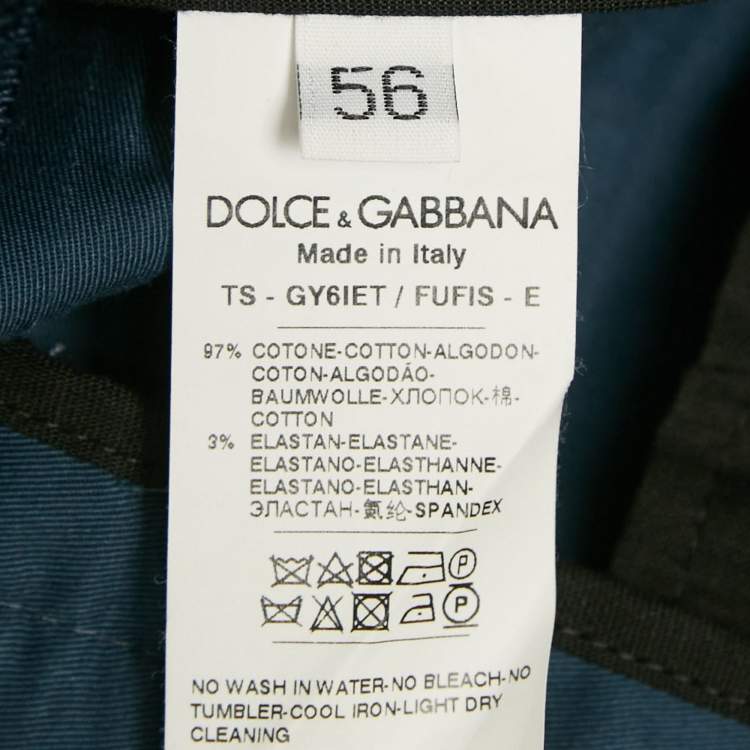 56
DOLCE & GABBANA
Made in Italy
TS - GY6IET / FUFIS - E
97% COTONE-COTTON-ALGODON-
COTON-ALGODÃO-
BAUMWOLLE-ХЛОПОК-棉-
COTTON
3% ELASTAN-ELASTANE-
ELASTANO-ELASTHANNE-
ELASTANO-ELASTHAN-
ЭЛАСТАН-氨纶-SPANDEX
P
P
NO WASH IN WATER-NO BLEACH-NO
TUMBLER-COOL IRON-LIGHT DRY
CLEANING